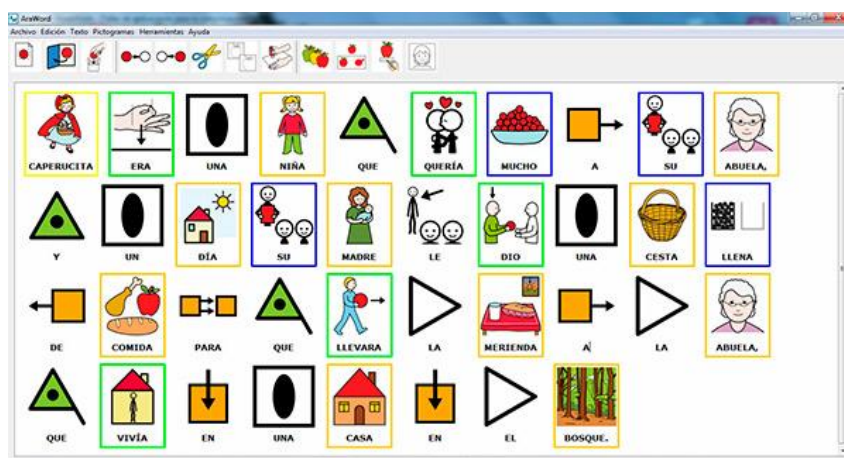 AraWord
Archivo Edición Texto Pictogramas Herramientas Ayuda
CAPERUCITA ERA UNA NIÑA QUE QUERÍA MUCHO A SU ABUELA,
Y UN DÍA SU MADRE LE DIO UNA CESTA LLENA
DE COMIDA PARA QUE LLEVARA LA MERIENDA A LA ABUELA,
QUE VIVÍA EN UNA CASA EN EL BOSQUE.